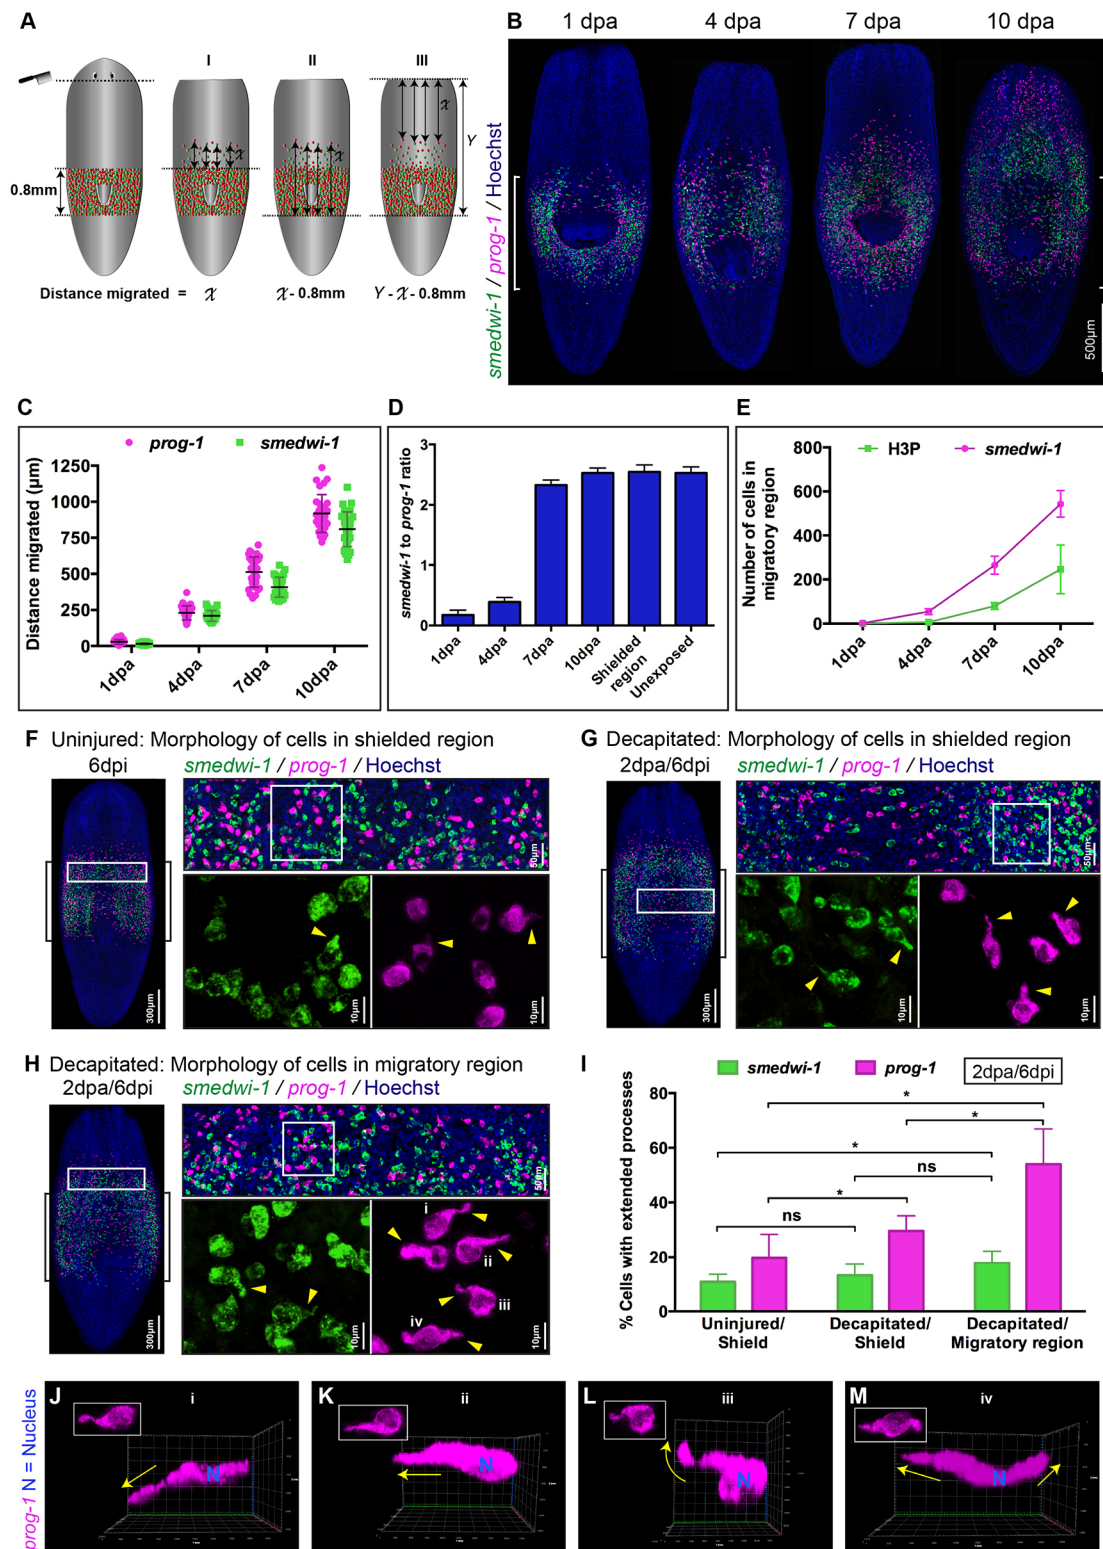 A
I
II
III
0.8mm
x
x
x
Y
Distance migrated = x
x - 0.8mm
Y - x - 0.8mm
B
1 dpa
4 dpa
7 dpa
10 dpa
smedwi-1 / prog-1 / Hoechst
500µm
C
prog-1
smedwi-1
Distance migrated (µm)
1250
1000
750
500
250
0
1dpa
4dpa
7dpa
10dpa
D
smedwi-1 to prog-1 ratio
3
2
1
0
1dpa
4dpa
7dpa
10dpa
Shielded
region
Unexposed
E
H3P
smedwi-1
Number of cells in
migratory region
800
600
400
200
0
1dpa
4dpa
7dpa
10dpa
F Uninjured: Morphology of cells in shielded region
6dpi
smedwi-1 / prog-1 / Hoechst
300µm
50µm
10µm
10µm
G Decapitated: Morphology of cells in shielded region
2dpa/6dpi
smedwi-1 / prog-1 / Hoechst
300µm
50µm
10µm
10µm
H Decapitated: Morphology of cells in migratory region
2dpa/6dpi
smedwi-1 / prog-1 / Hoechst
300µm
50µm
10µm
10µm
i
ii
iii
iv
I
smedwi-1
prog-1
2dpa/6dpi
% Cells with extended processes
80
60
40
20
0
*
*
*
ns
*
ns
Uninjured/
Shield
Decapitated/
Shield
Decapitated/
Migratory region
prog-1 N = Nucleus
J
i
N
K
ii
N
L
iii
N
M
iv
N